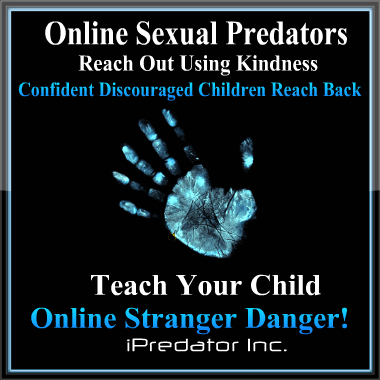 Online Sexual Predators
Reach Out Using Kindness
Confident Discouraged Children Reach Back
Teach Your Child
Online Stranger Danger!
iPredator Inc.